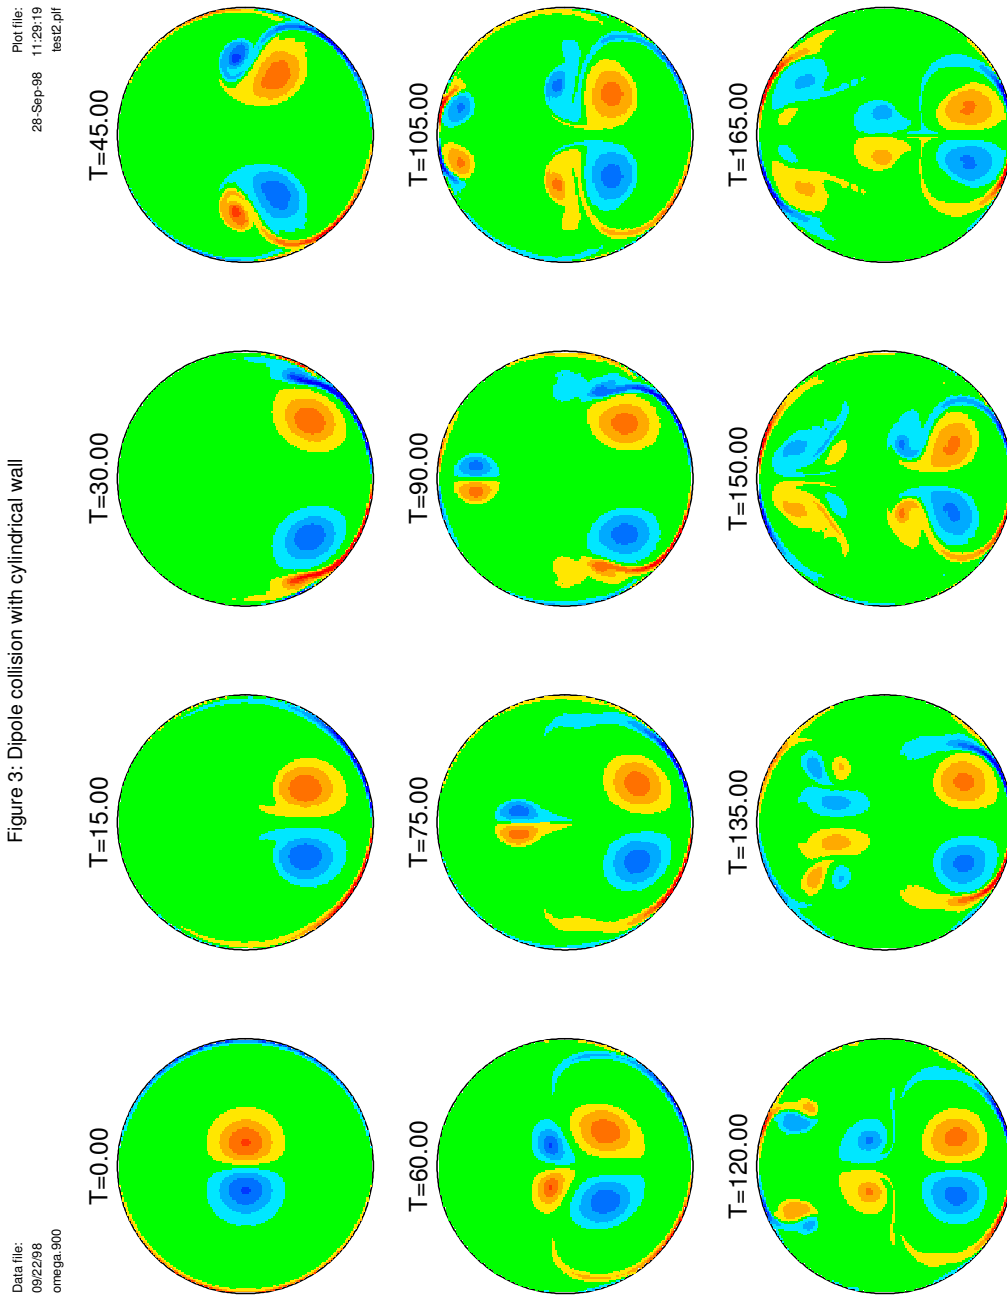 Data file:
09/22/98
omega.900
Plot file:
28-Sep-98 11:29:19
test2.plf
Figure 3: Dipole collision with cylindrical wall
T=0.00
T=15.00
T=30.00
T=45.00
T=60.00
T=75.00
T=90.00
T=105.00
T=120.00
T=135.00
T=150.00
T=165.00